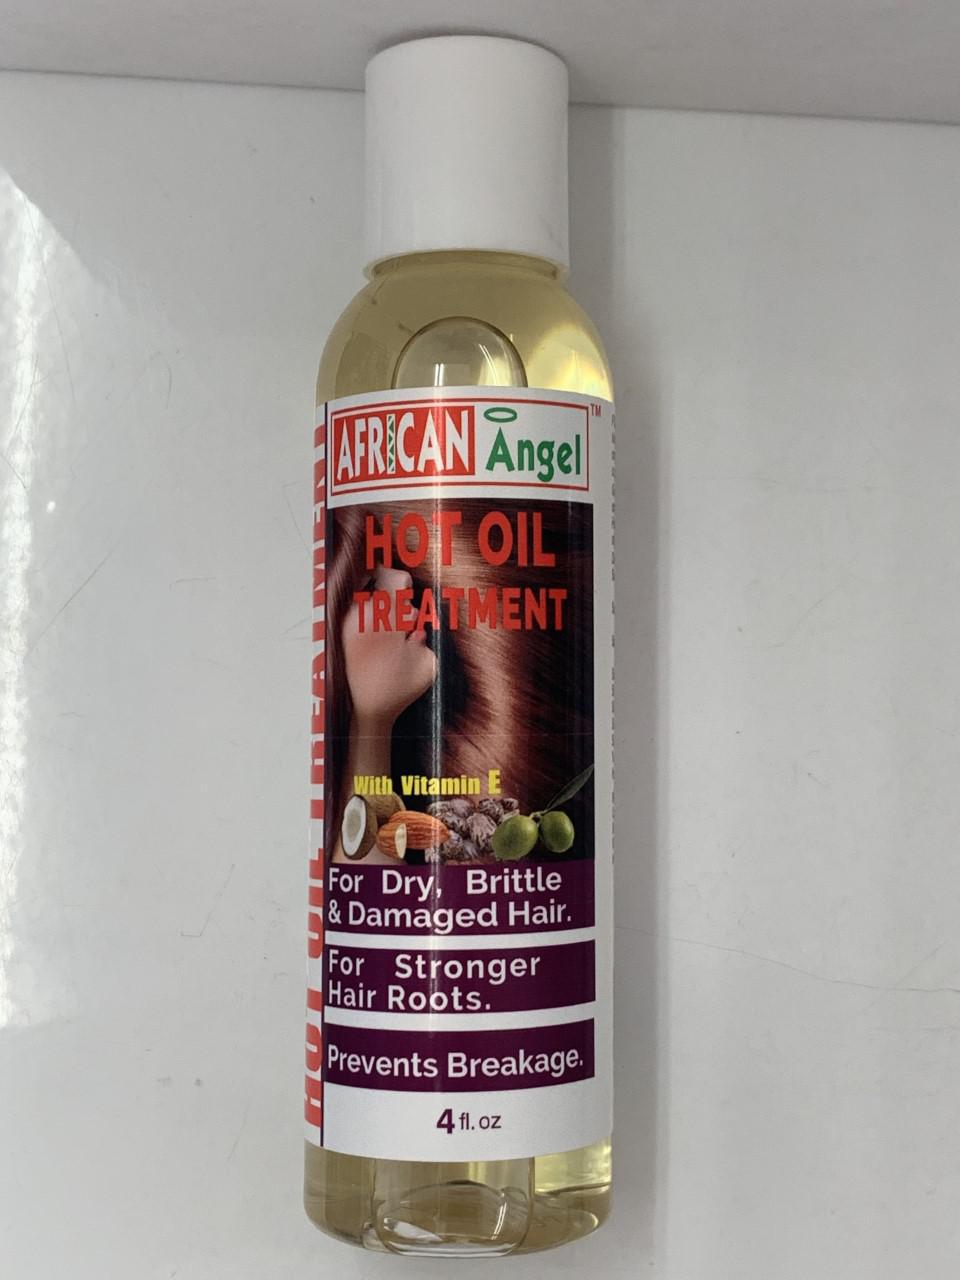 AFRICAN Angel ™
HOT OIL
TREATMENT
With Vitamin E
For Dry, Brittle
& Damaged Hair.
For Stronger
Hair Roots.
Prevents Breakage.
4 fl. oz
HOT OIL TREATMENT